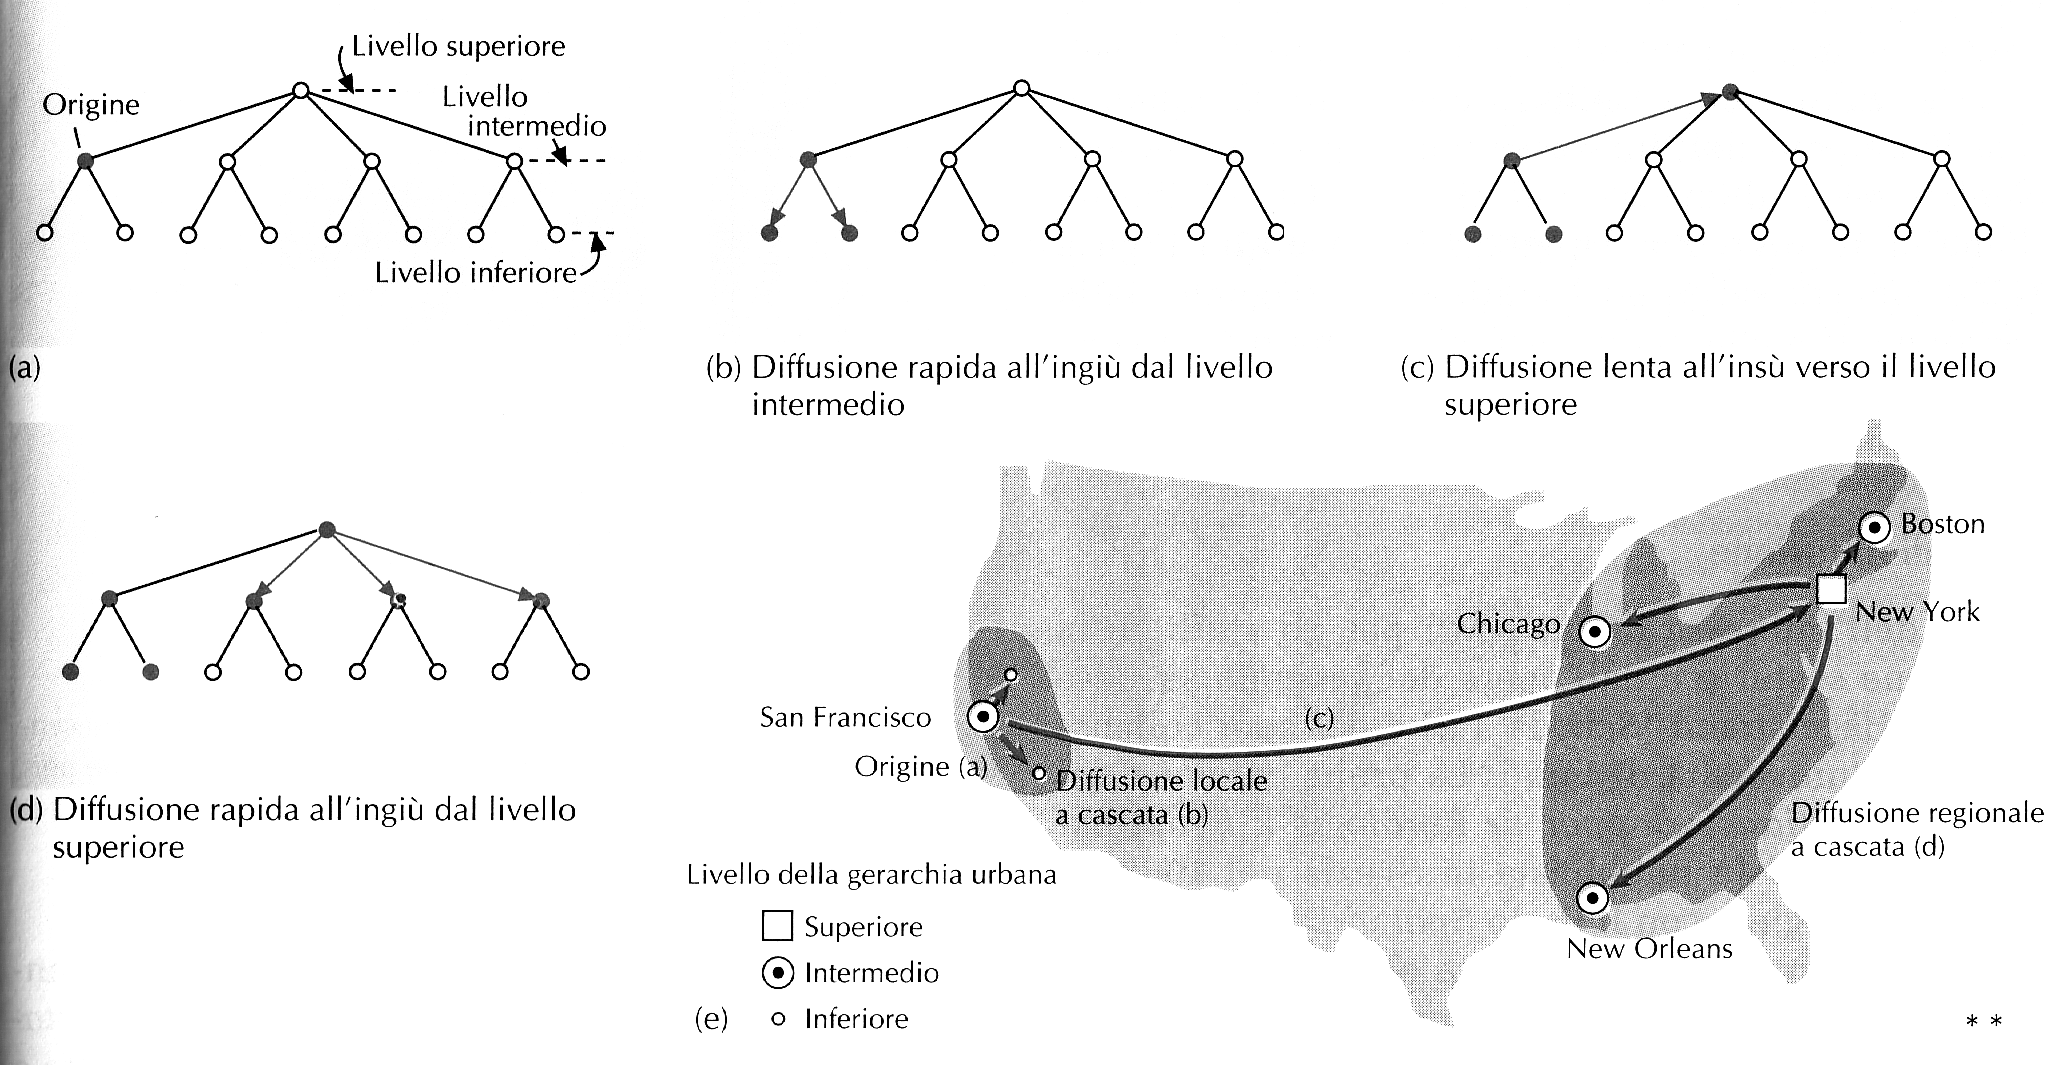 Livello superiore
Origine
Livello
intermedio
Livello inferiore
(a)
(b) Diffusione rapida all'ingiù dal livello
intermedio
(c) Diffusione lenta all'insù verso il livello
superiore
(d) Diffusione rapida all'ingiù dal livello
superiore
Boston
New York
Chicago
San Francisco
(c)
Origine (a)
Diffusione locale
a cascata (b)
Diffusione regionale
a cascata (d)
New Orleans
Livello della gerarchia urbana
Superiore
Intermedio
(e)
Inferiore
* *